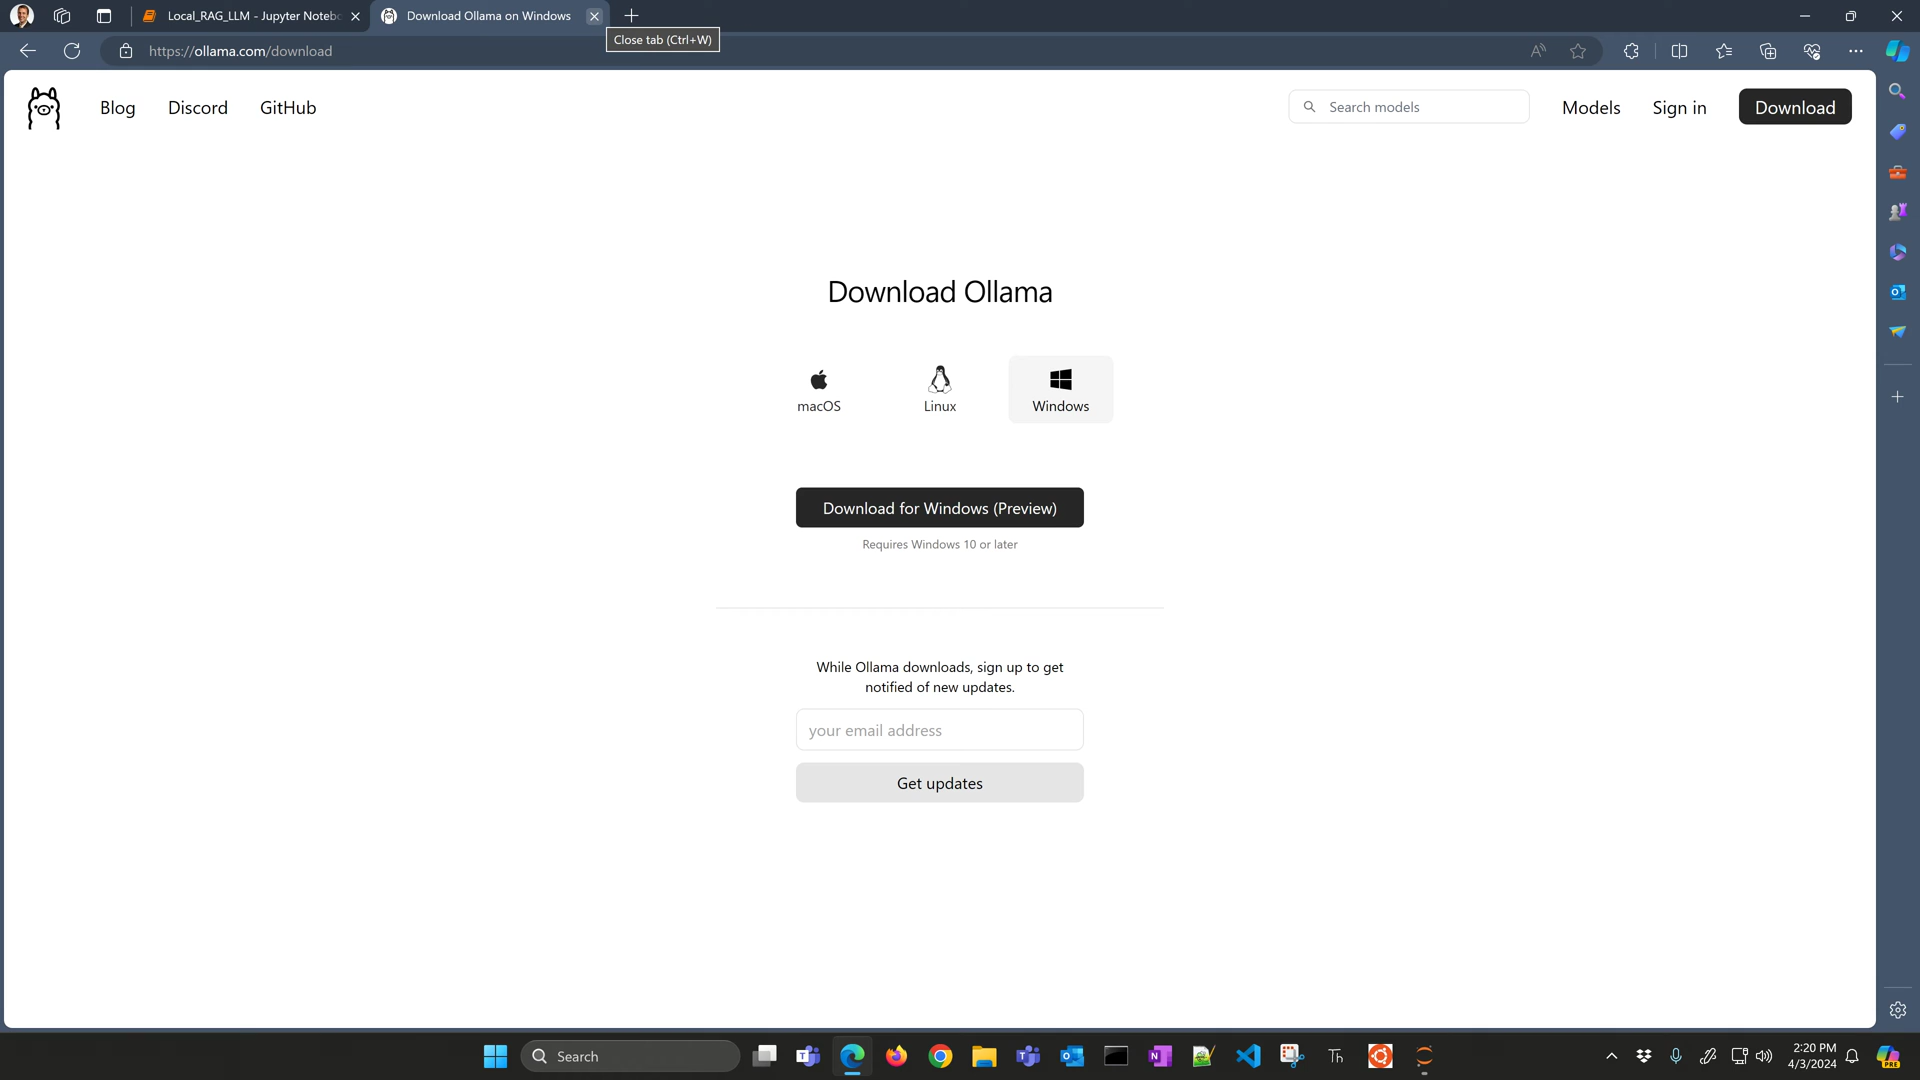 Local_RAG_LLM - Jupyter Notebo
Download Ollama on Windows
Close tab (Ctrl+W)
https://ollama.com/download
Blog
Discord
GitHub
Search models
Models
Sign in
Download
Download Ollama
macOS
Linux
Windows
Download for Windows (Preview)
Requires Windows 10 or later
While Ollama downloads, sign up to get
notified of new updates.
your email address
Get updates
Search
Th
2:20 PM
4/3/2024
PRE